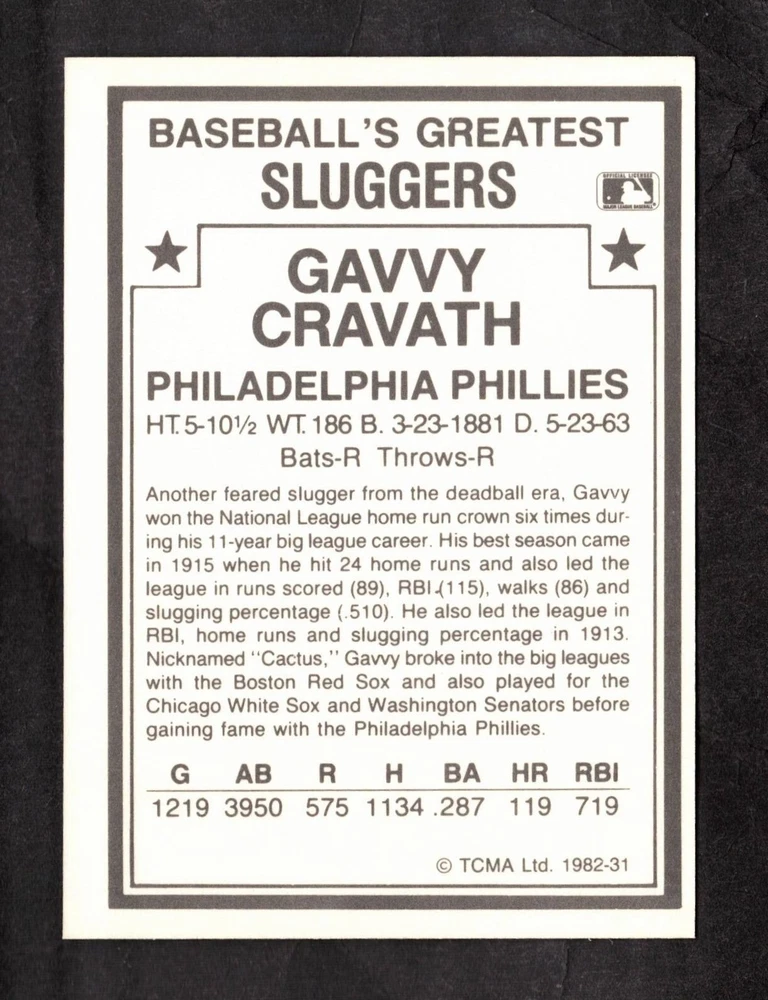 BASEBALL'S GREATEST
SLUGGERS
OFFICIAL LICENSEE
MAJOR LEAGUE BASEBALL
GAVVY
CRAVATH
PHILADELPHIA PHILLIES
HT. 5-10½ WT. 186 B. 3-23-1881 D. 5-23-63
Bats-R Throws-R
Another feared slugger from the deadball era, Gavvy
won the National League home run crown six times dur-
ing his 11-year big league career. His best season came
in 1915 when he hit 24 home runs and also led the
league in runs scored (89), RBI (115), walks (86) and
slugging percentage (.510). He also led the league in
RBI, home runs and slugging percentage in 1913.
Nicknamed "Cactus," Gavvy broke into the big leagues
with the Boston Red Sox and also played for the
Chicago White Sox and Washington Senators before
gaining fame with the Philadelphia Phillies.
G AB R H BA HR RBI
1219 3950 575 1134 .287 119 719
© TCMA Ltd. 1982-31